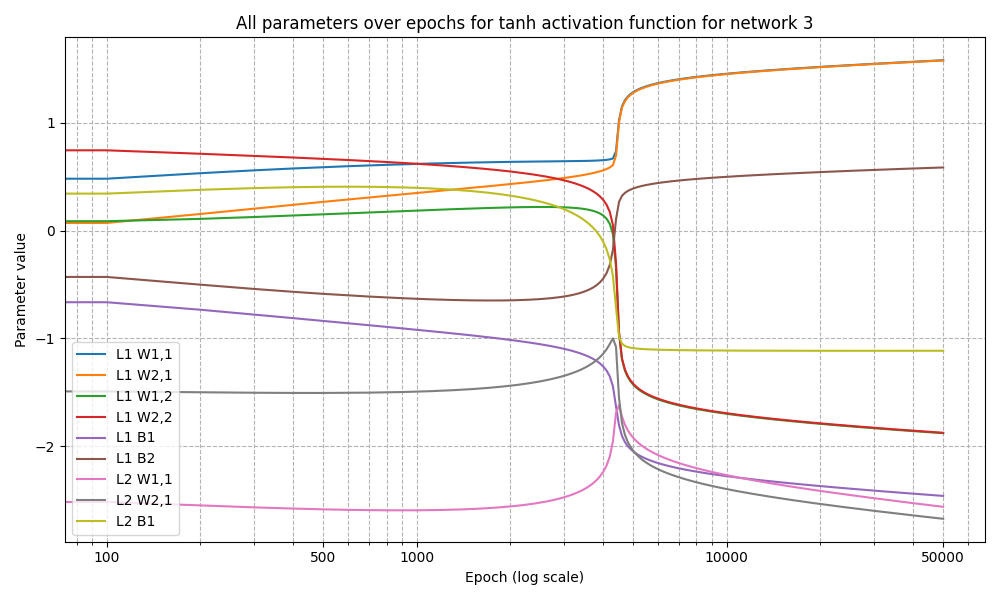 All parameters over epochs for tanh activation function for network 3
Parameter value
1
0
−1
−2
L1 W1,1
L1 W2,1
L1 W1,2
L1 W2,2
L1 B1
L1 B2
L2 W1,1
L2 W2,1
L2 B1
100
500
1000
10000
50000
Epoch (log scale)